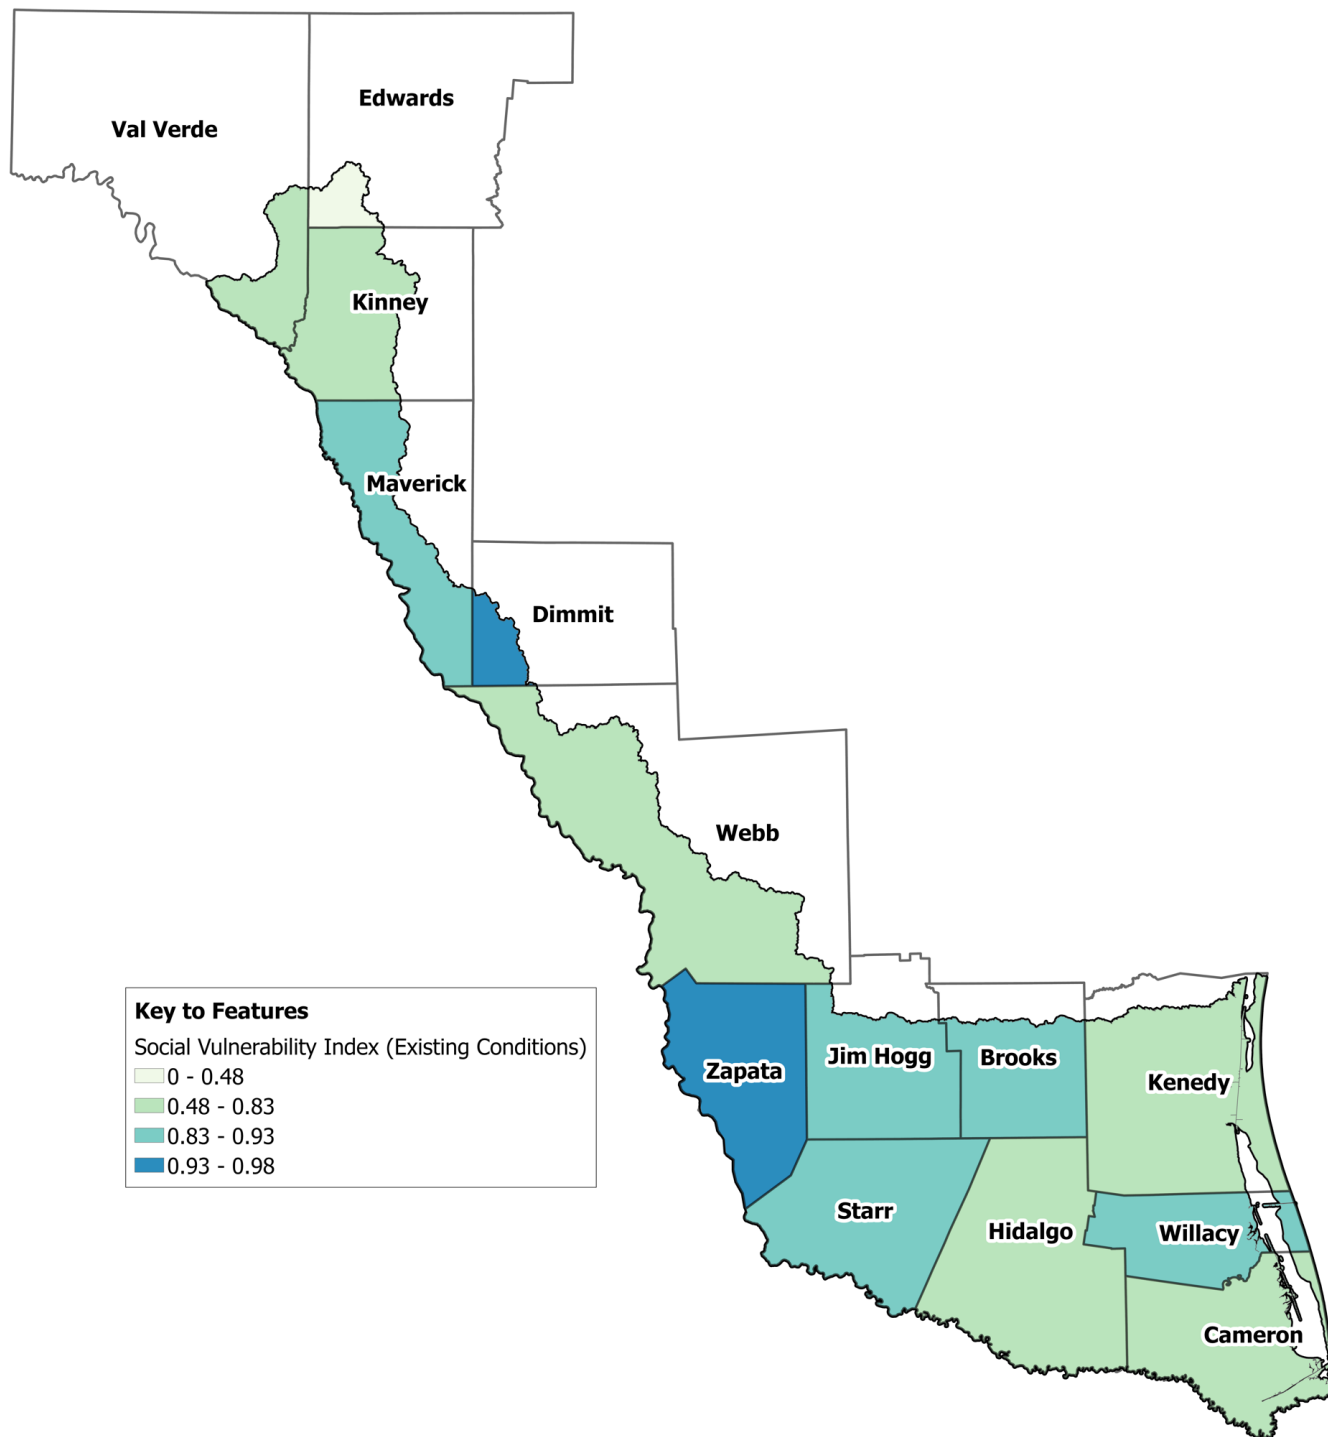 Edwards
Val Verde
Kinney
Maverick
Dimmit
Webb
Key to Features
Social Vulnerability Index (Existing Conditions)
0 - 0.48
0.48 - 0.83
0.83 - 0.93
0.93 - 0.98
Zapata
Jim Hogg
Brooks
Kenedy
Starr
Hidalgo
Willacy
Cameron